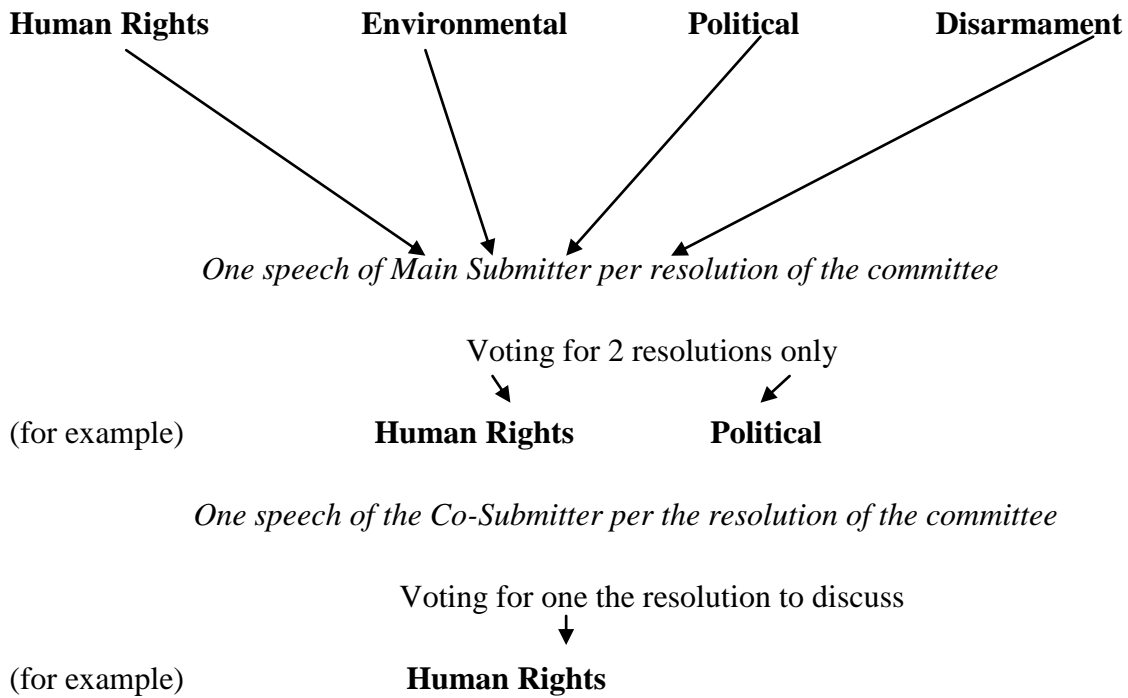 Human Rights Environmental Political Disarmament
One speech of Main Submitter per resolution of the committee
Voting for 2 resolutions only
(for example) Human Rights Political
One speech of the Co-Submitter per the resolution of the committee
Voting for one the resolution to discuss
(for example) Human Rights